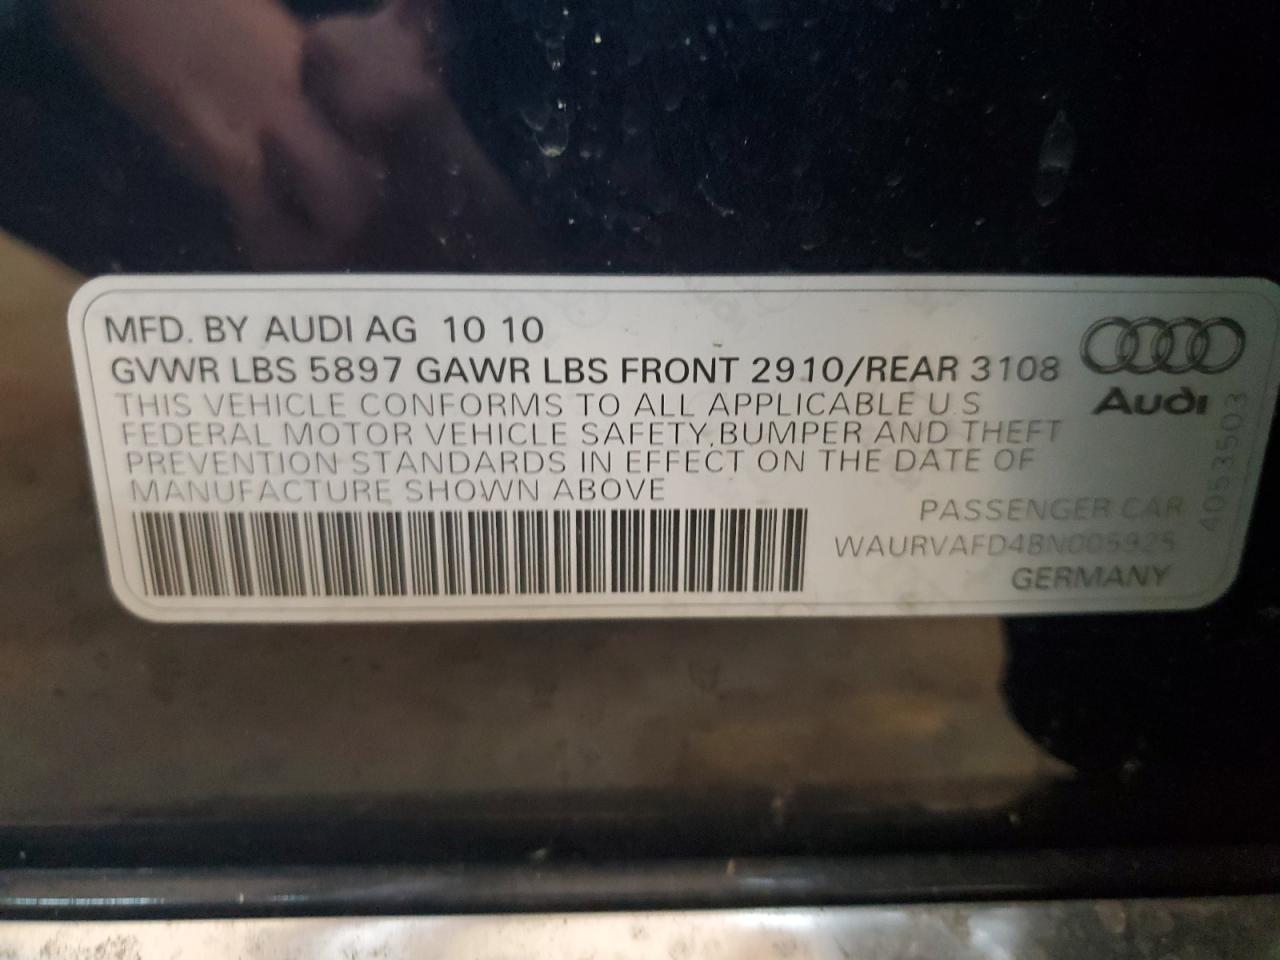 MFD. BY AUDI AG 10 10
GVWR LBS 5897 GAWR LBS FRONT 2910/REAR 3108
THIS VEHICLE CONFORMS TO ALL APPLICABLE U.S
FEDERAL MOTOR VEHICLE SAFETY, BUMPER AND THEFT
PREVENTION STANDARDS IN EFFECT ON THE DATE OF
MANUFACTURE SHOWN ABOVE
Audi
4053503
PASSENGER CAR
WAURVAFD4BN005925
GERMANY